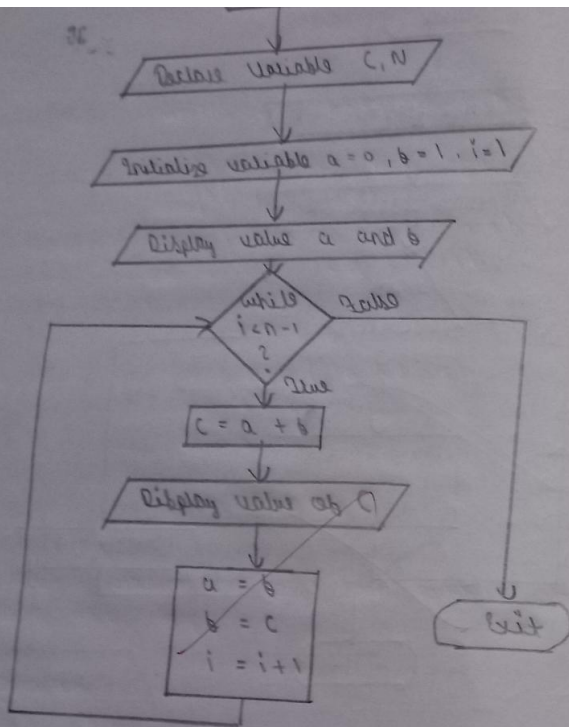 Declare variable C, N
Initialize variable a = 0, b = 1, i = 1
Display value a and b
while
i < n - 1
?
False
True
C = a + b
Display value of C
a = b
b = c
i = i + 1
Exit